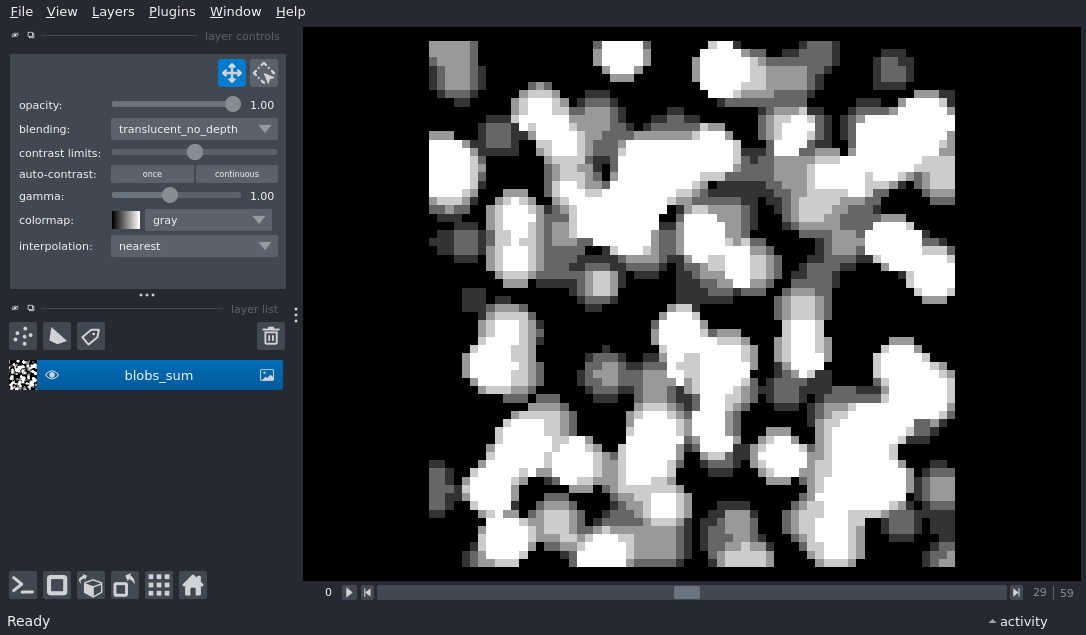 File View Layers Plugins Window Help
layer controls
opacity: 1.00
blending: translucent_no_depth
contrast limits:
auto-contrast: once continuous
gamma: 1.00
colormap: gray
interpolation: nearest
layer list
blobs_sum
0 29 59
Ready activity